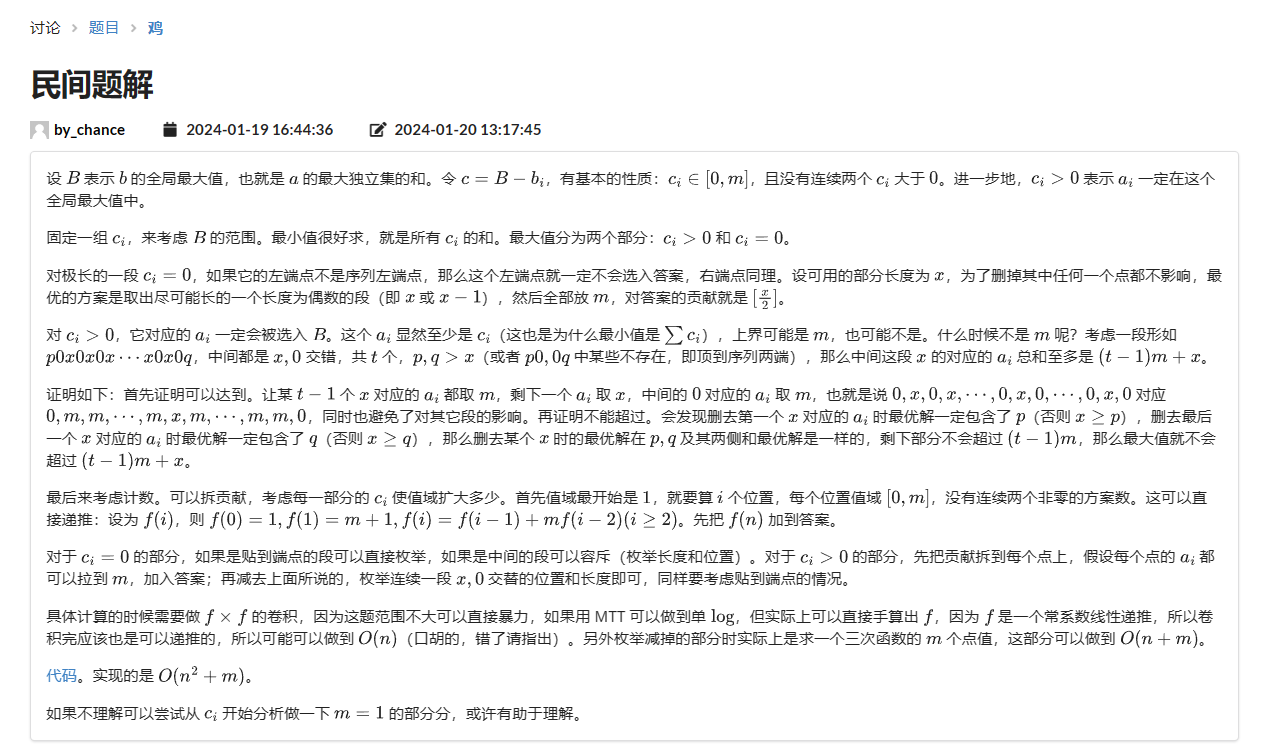 讨论 > 题目 > 鸡
民间题解
by_chance 2024-01-19 16:44:36 2024-01-20 13:17:45
设 B 表示 b 的全局最大值，也就是 a 的最大独立集的和。令 c = B − b_i，有基本的性质：c_i ∈ [0, m]，且没有连续两个 c_i 大于 0。进一步地，c_i > 0 表示 a_i 一定在这个
全局最大值中。
固定一组 c_i，来考虑 B 的范围。最小值很好求，就是所有 c_i 的和。最大值分为两个部分：c_i > 0 和 c_i = 0。
对极长的一段 c_i = 0，如果它的左端点不是序列左端点，那么这个左端点就一定不会选入答案，右端点同理。设可用的部分长度为 x，为了删掉其中任何一个点都不影响，最
优的方案是取出尽可能长的一个长度为偶数的段（即 x 或 x − 1），然后全部放 m，对答案的贡献就是 [x/2]。
对 c_i > 0，它对应的 a_i 一定会被选入 B。这个 a_i 显然至少是 c_i（这也是为什么最小值是 ∑ c_i），上界可能是 m，也可能不是。什么时候不是 m 呢？考虑一段形如
p0x0x0x ⋯ x0x0q，中间都是 x, 0 交错，共 t 个，p, q > x（或者 p0, 0q 中某些不存在，即顶到序列两端），那么中间这段 x 的对应的 a_i 总和至多是 (t − 1)m + x。
证明如下：首先证明可以达到。让某 t − 1 个 x 对应的 a_i 都取 m，剩下一个 a_i 取 x，中间的 0 对应的 a_i 取 m，也就是说 0, x, 0, x, ⋯ , 0, x, 0, ⋯ , 0, x, 0 对应
0, m, m, ⋯ , m, x, m, ⋯ , m, m, 0，同时也避免了对其它段的影响。再证明不能超过。会发现删去第一个 x 对应的 a_i 时最优解一定包含了 p（否则 x ≥ p），删去最后
一个 x 对应的 a_i 时最优解一定包含了 q（否则 x ≥ q），那么删去某个 x 时的最优解在 p, q 及其两侧和最优解是一样的，剩下部分不会超过 (t − 1)m，那么最大值就不会
超过 (t − 1)m + x。
最后来考虑计数。可以拆贡献，考虑每一部分的 c_i 使值域扩大多少。首先值域最开始是 1，就要算 i 个位置，每个位置值域 [0, m]，没有连续两个非零的方案数。这可以直
接递推：设为 f(i)，则 f(0) = 1, f(1) = m + 1, f(i) = f(i − 1) + mf(i − 2)(i ≥ 2)。先把 f(n) 加到答案。
对于 c_i = 0 的部分，如果是贴到端点的段可以直接枚举，如果是中间的段可以容斥（枚举长度和位置）。对于 c_i > 0 的部分，先把贡献拆到每个点上，假设每个点的 a_i 都
可以拉到 m，加入答案；再减去上面所说的，枚举连续一段 x, 0 交替的位置和长度即可，同样要考虑贴到端点的情况。
具体计算的时候需要做 f × f 的卷积，因为这题范围不大可以直接暴力，如果用 MTT 可以做到单 log，但实际上可以直接手算出 f，因为 f 是一个常系数线性递推，所以卷
积完应该也是可以递推的，所以可能可以做到 O(n)（口胡的，错了请指出）。另外枚举减掉的部分时实际上是求一个三次函数的 m 个点值，这部分可以做到 O(n + m)。
代码。实现的是 O(n² + m)。
如果不理解可以尝试从 c_i 开始分析做一下 m = 1 的部分分，或许有助于理解。